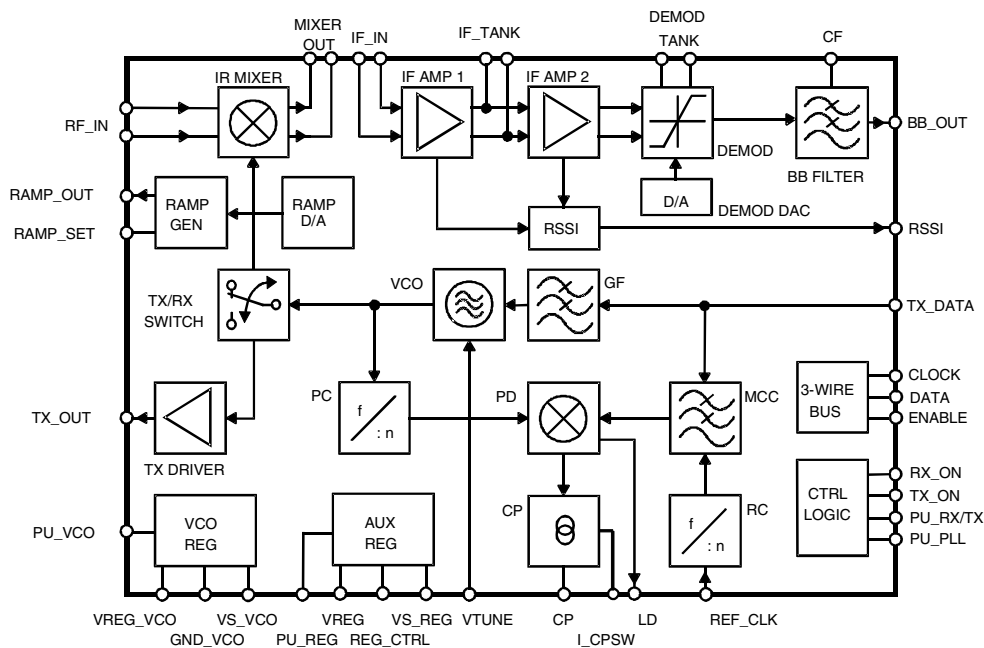 MIXER
OUT
IF_IN
IF_TANK
DEMOD
TANK
CF
IR MIXER
IF AMP 1
IF AMP 2
RF_IN
BB_OUT
DEMOD
BB FILTER
RAMP_OUT
RAMP
GEN
RAMP
D/A
D/A
DEMOD DAC
RAMP_SET
RSSI
RSSI
VCO
GF
TX/RX
SWITCH
TX_DATA
3-WIRE
BUS
CLOCK
DATA
ENABLE
PC
PD
MCC
f
: n
TX_OUT
TX DRIVER
CTRL
LOGIC
RX_ON
TX_ON
PU_RX/TX
PU_PLL
PU_VCO
VCO
REG
AUX
REG
CP
RC
f
: n
VREG_VCO
VS_VCO
VREG
VS_REG
VTUNE
CP
LD
REF_CLK
GND_VCO
PU_REG
REG_CTRL
I_CPSW